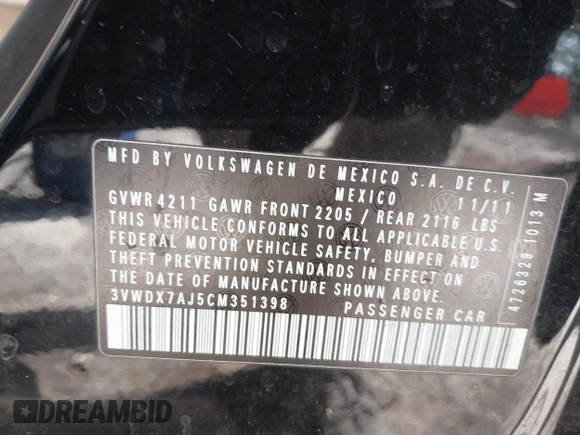 MFD BY VOLKSWAGEN DE MEXICO S.A. DE C.V.
MEXICO 11/11
GVWR 4211 GAWR FRONT 2205 / REAR 2116 LBS
THIS VEHICLE CONFORMS TO ALL APPLICABLE U.S.
FEDERAL MOTOR VEHICLE SAFETY, BUMPER AND
THEFT PREVENTION STANDARDS IN EFFECT ON
THE DATE OF MANUFACTURE SHOWN ABOVE
3VWDX7AJ5CM351398 PASSENGER CAR
4726329 1013 M
DREAMBID